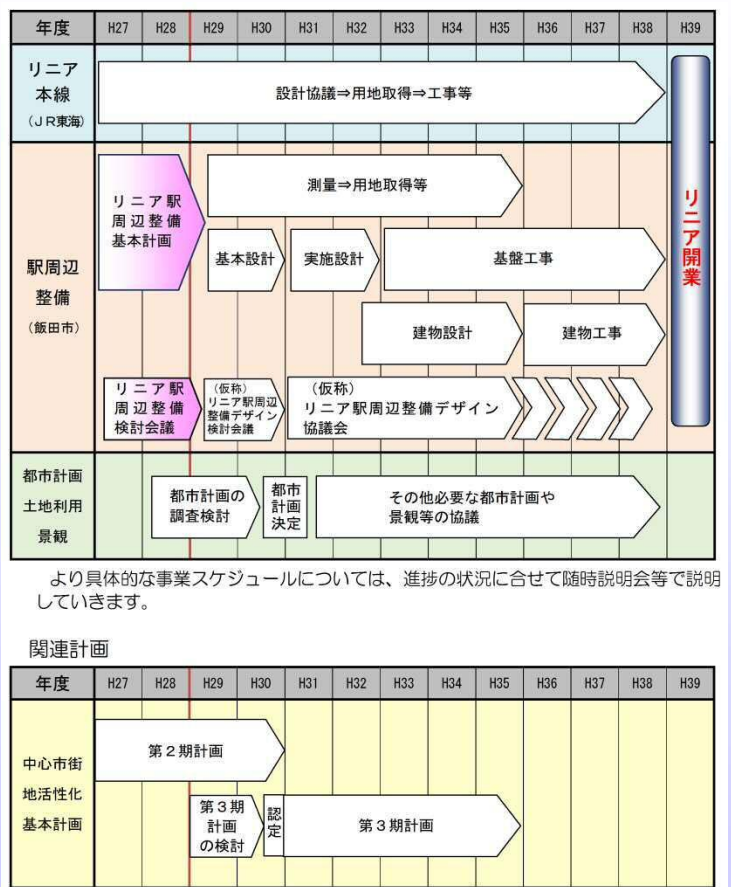 年度 H27 H28 H29 H30 H31 H32 H33 H34 H35 H36 H37 H38 H39
リニア
本線
（ＪＲ東海）
設計協議⇒用地取得⇒工事等
リニア開業
駅周辺
整備
（飯田市）
リニア駅
周辺整備
基本計画
測量⇒用地取得等
基本設計
実施設計
基盤工事
建物設計
建物工事
リニア駅
周辺整備
検討会議
（仮称）
リニア駅周辺
整備デザイン
検討会議
（仮称）
リニア駅周辺整備デザイン
協議会
都市計画
土地利用
景観
都市計画の
調査検討
都市
計画
決定
その他必要な都市計画や
景観等の協議
より具体的な事業スケジュールについては、進捗の状況に合せて随時説明会等で説明
していきます。
関連計画
年度 H27 H28 H29 H30 H31 H32 H33 H34 H35 H36 H37 H38 H39
中心市街
地活性化
基本計画
第２期計画
第３期
計画
の検討
認定
第３期計画